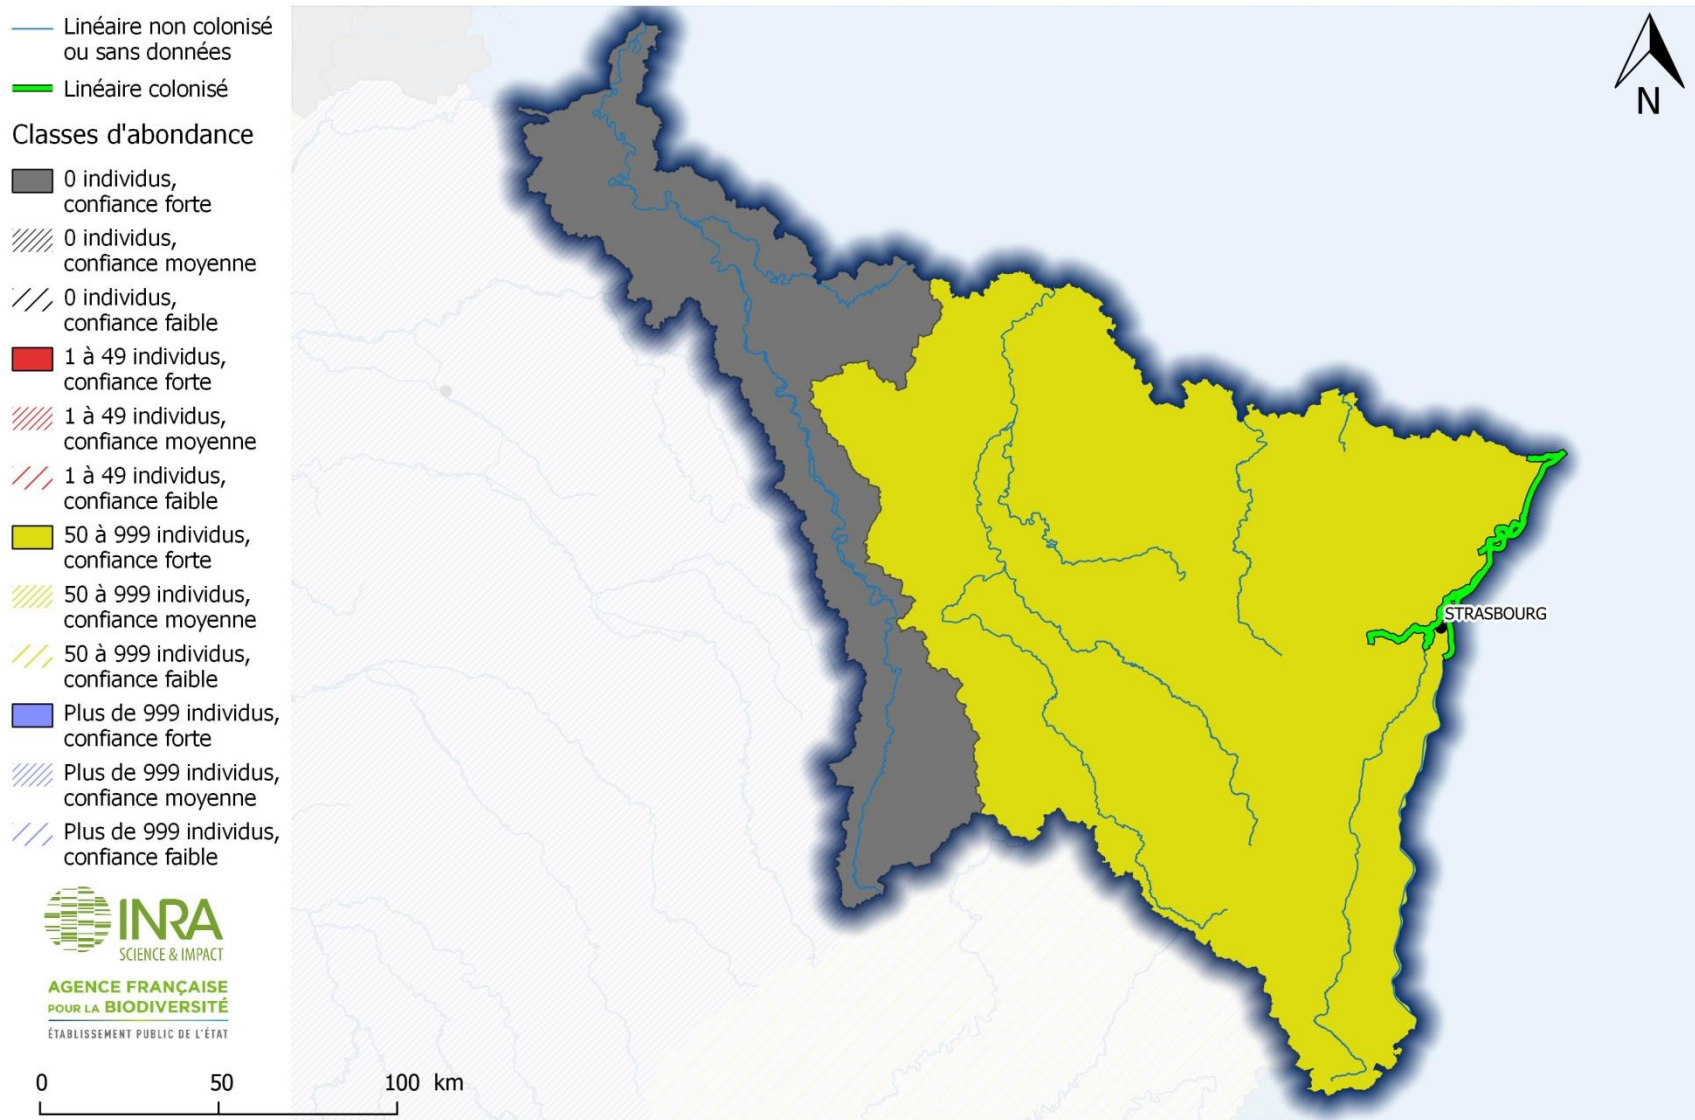 Linéaire non colonisé
ou sans données
Linéaire colonisé
Classes d'abondance
0 individus,
confiance forte
0 individus,
confiance moyenne
0 individus,
confiance faible
1 à 49 individus,
confiance forte
1 à 49 individus,
confiance moyenne
1 à 49 individus,
confiance faible
50 à 999 individus,
confiance forte
50 à 999 individus,
confiance moyenne
50 à 999 individus,
confiance faible
Plus de 999 individus,
confiance forte
Plus de 999 individus,
confiance moyenne
Plus de 999 individus,
confiance faible
INRA
SCIENCE & IMPACT
AGENCE FRANÇAISE
POUR LA BIODIVERSITÉ
ÉTABLISSEMENT PUBLIC DE L'ÉTAT
0 50 100 km
N
STRASBOURG